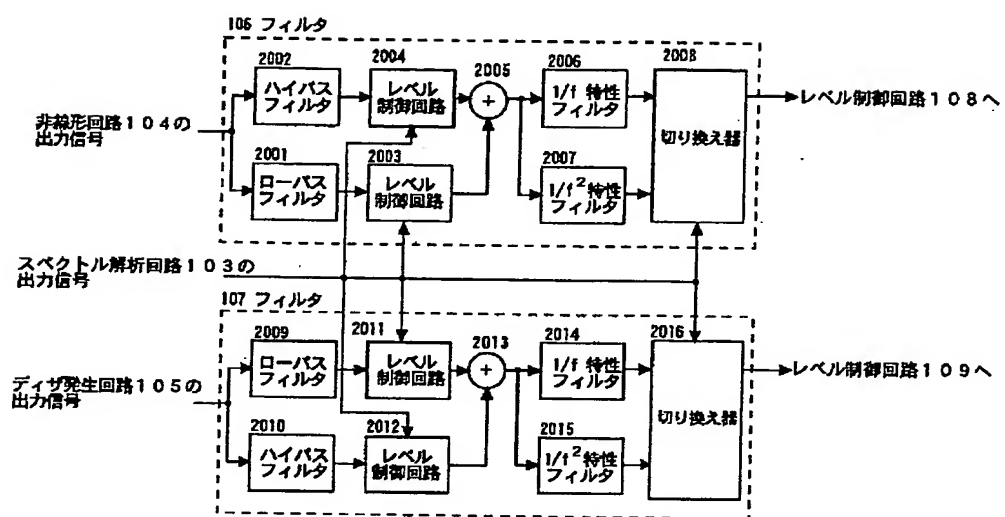 106 フィルタ
2002
ハイパス
フィルタ
2004
レベル
制御回路
2005
+
2006
1/f 特性
フィルタ
2008
切り換え器
レベル制御回路１０８へ
非線形回路１０４の
出力信号
2001
ローパス
フィルタ
2003
レベル
制御回路
2007
1/f² 特性
フィルタ
スペクトル解析回路１０３の
出力信号
107 フィルタ
2009
ローパス
フィルタ
2011
レベル
制御回路
2013
+
2014
1/f 特性
フィルタ
2016
切り換え器
レベル制御回路１０９へ
ディザ発生回路１０５の
出力信号
2010
ハイパス
フィルタ
2012
レベル
制御回路
2015
1/f² 特性
フィルタ